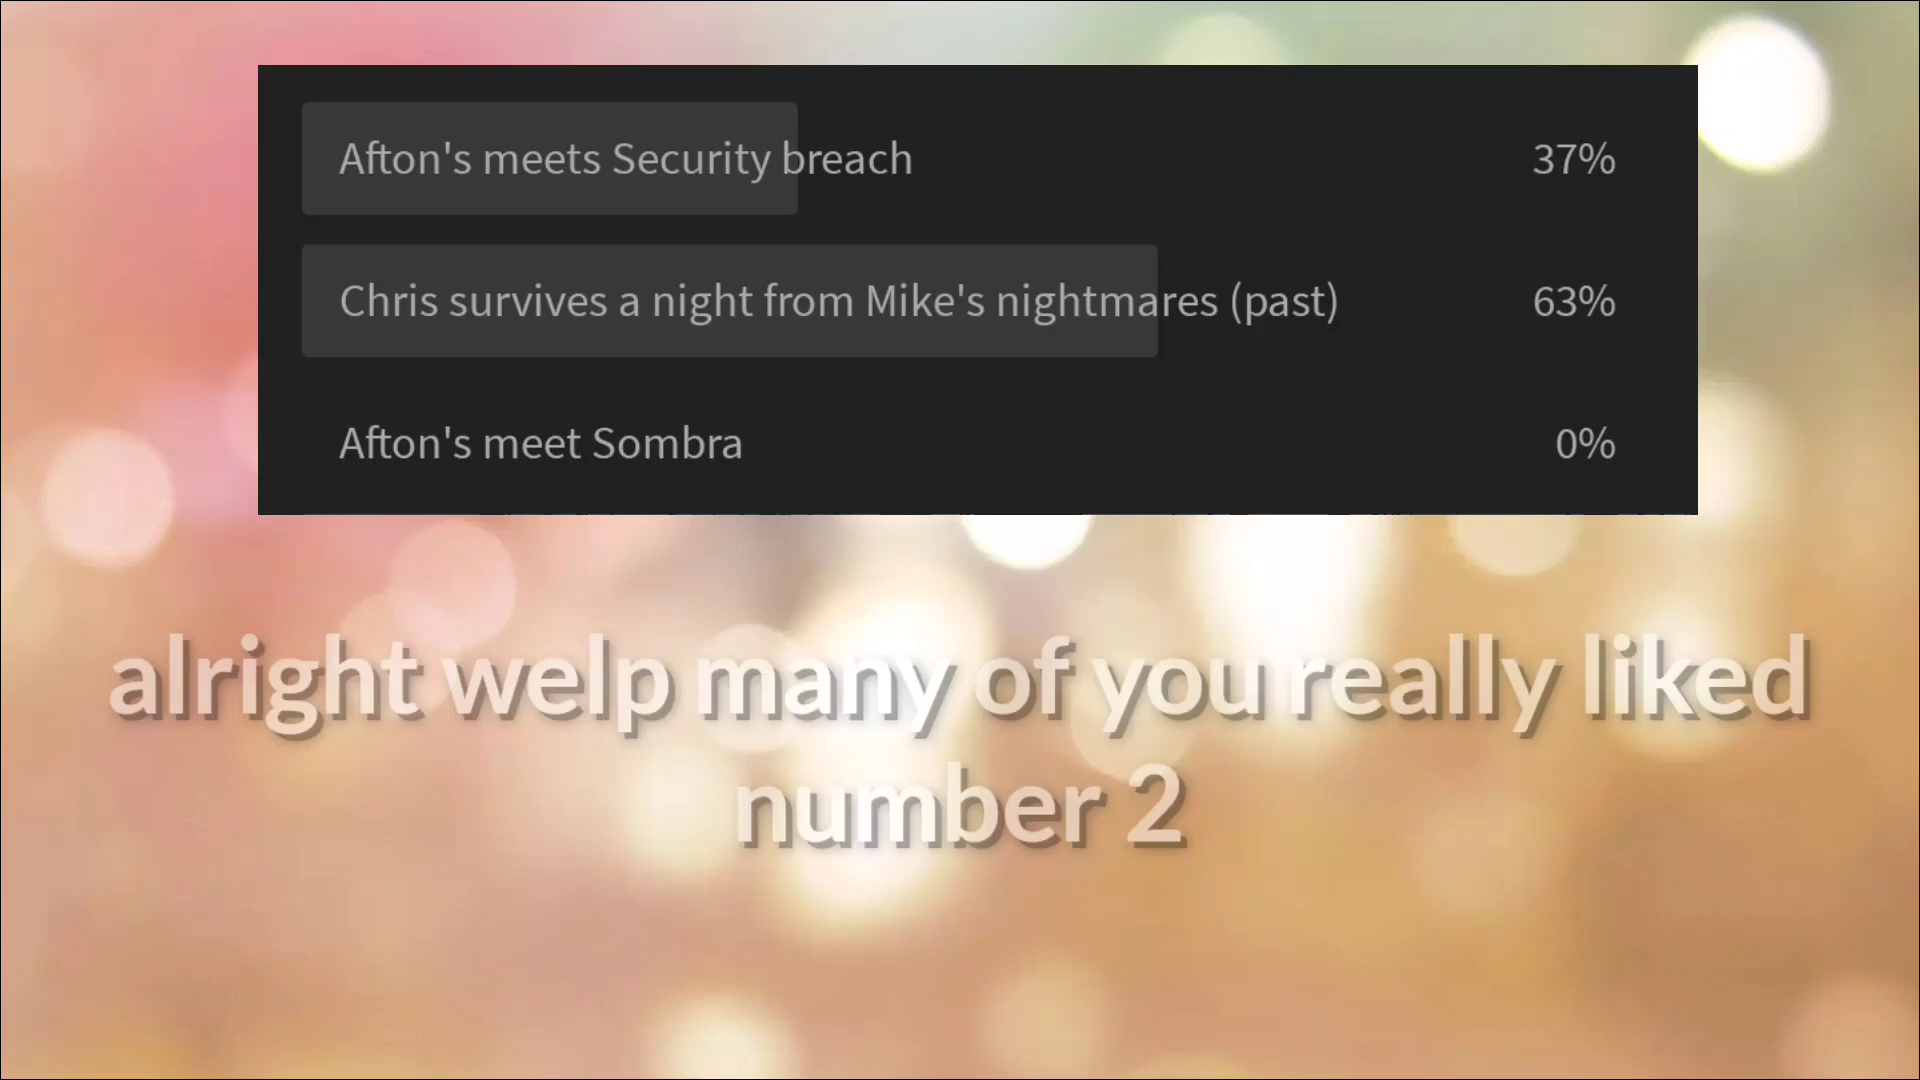 Afton's meets Security breach 37%
Chris survives a night from Mike's nightmares (past) 63%
Afton's meet Sombra 0%
alright welp many of you really liked
number 2